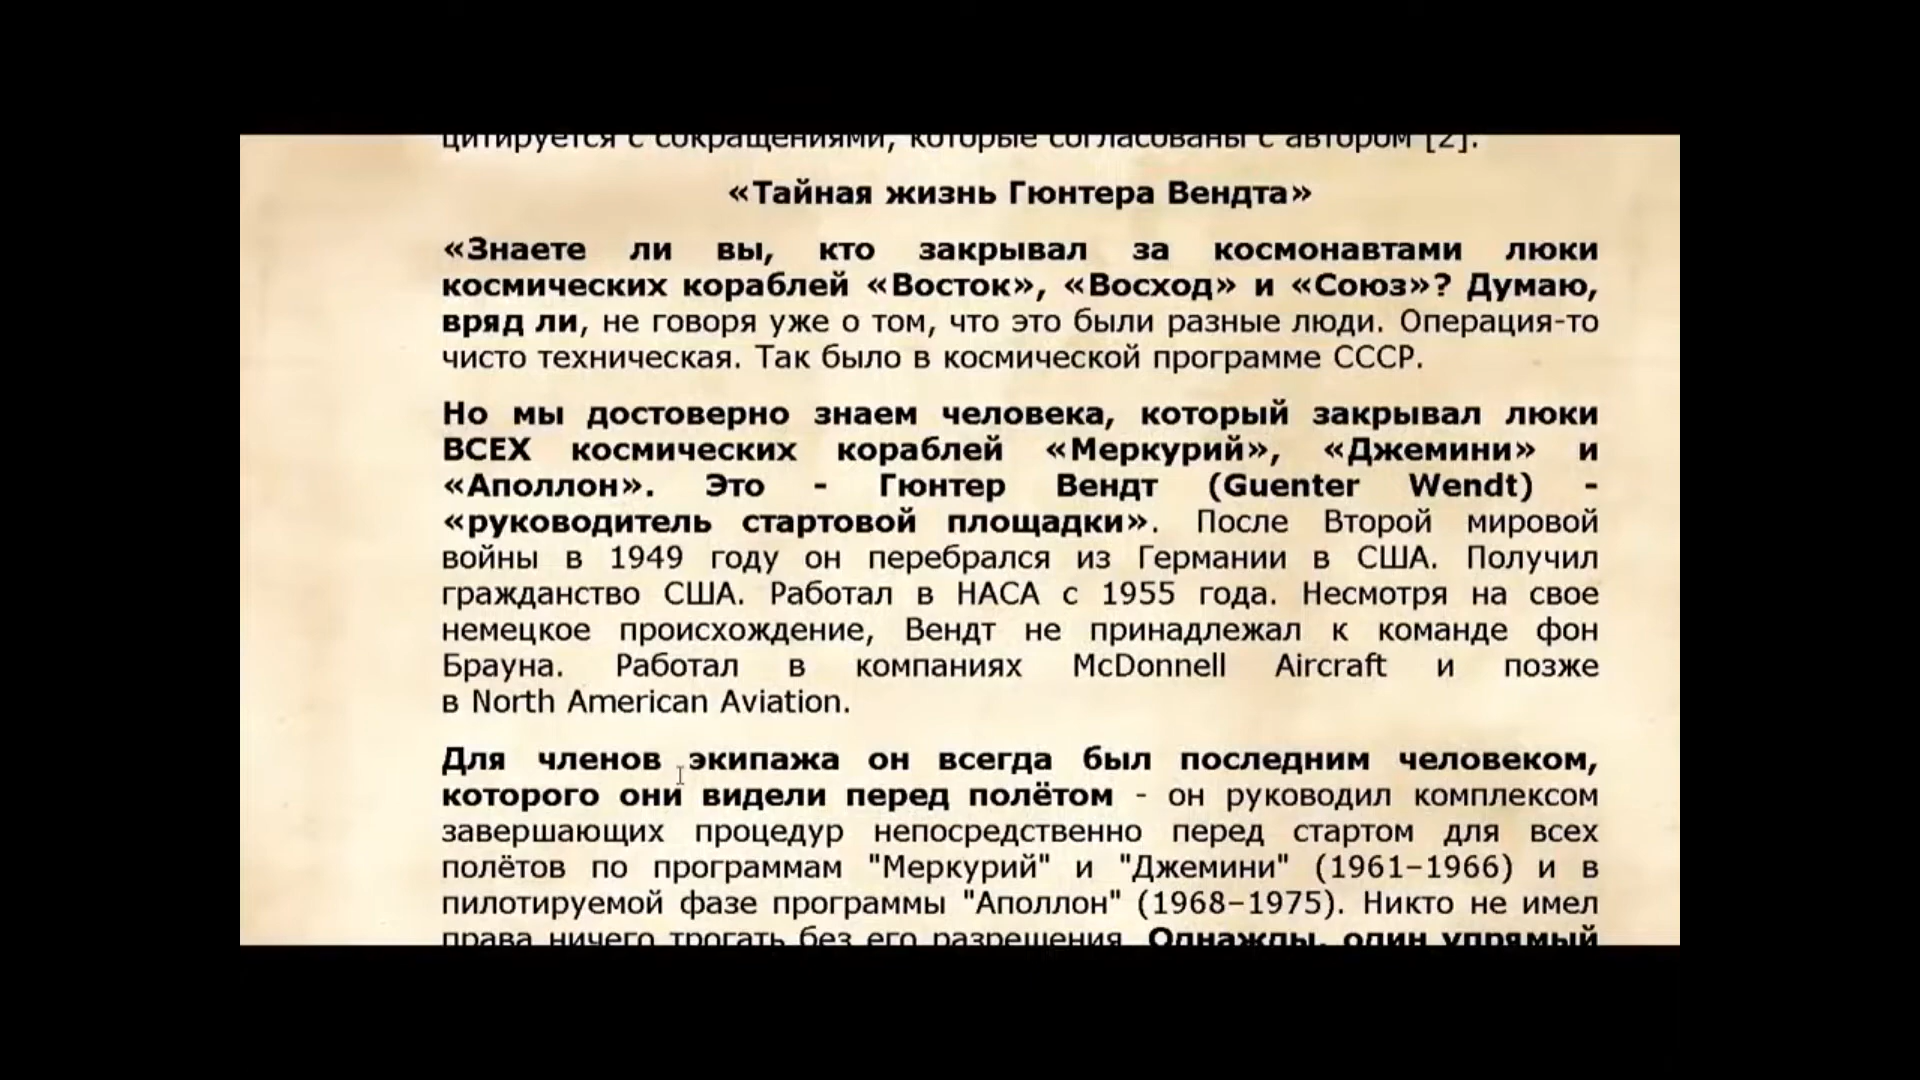 цитируется с сокращениями, которые согласованы с автором [2].
«Тайная жизнь Гюнтера Вендта»
«Знаете ли вы, кто закрывал за космонавтами люки
космических кораблей «Восток», «Восход» и «Союз»? Думаю,
вряд ли, не говоря уже о том, что это были разные люди. Операция-то
чисто техническая. Так было в космической программе СССР.
Но мы достоверно знаем человека, который закрывал люки
ВСЕХ космических кораблей «Меркурий», «Джемини» и
«Аполлон». Это - Гюнтер Вендт (Guenter Wendt) -
«руководитель стартовой площадки». После Второй мировой
войны в 1949 году он перебрался из Германии в США. Получил
гражданство США. Работал в НАСА с 1955 года. Несмотря на свое
немецкое происхождение, Вендт не принадлежал к команде фон
Брауна. Работал в компаниях McDonnell Aircraft и позже
в North American Aviation.
Для членов экипажа он всегда был последним человеком,
которого они видели перед полётом - он руководил комплексом
завершающих процедур непосредственно перед стартом для всех
полётов по программам "Меркурий" и "Джемини" (1961–1966) и в
пилотируемой фазе программы "Аполлон" (1968–1975). Никто не имел
права ничего трогать без его разрешения. Однажды, один упрямый